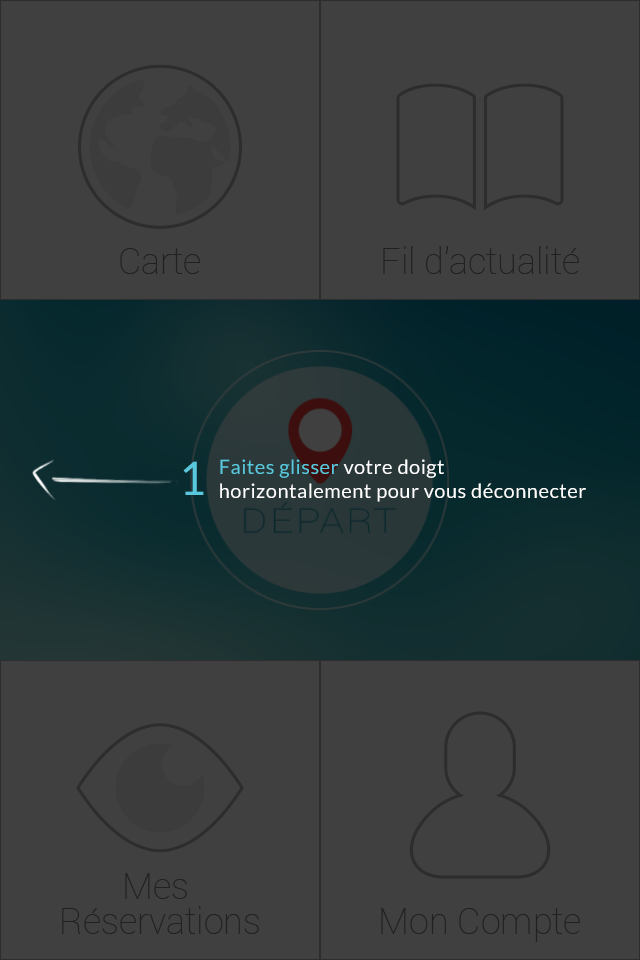 Carte
Fil d'actualité
1
Faites glisser votre doigt
horizontalement pour vous déconnecter
DÉPART
Mes
Réservations
Mon Compte